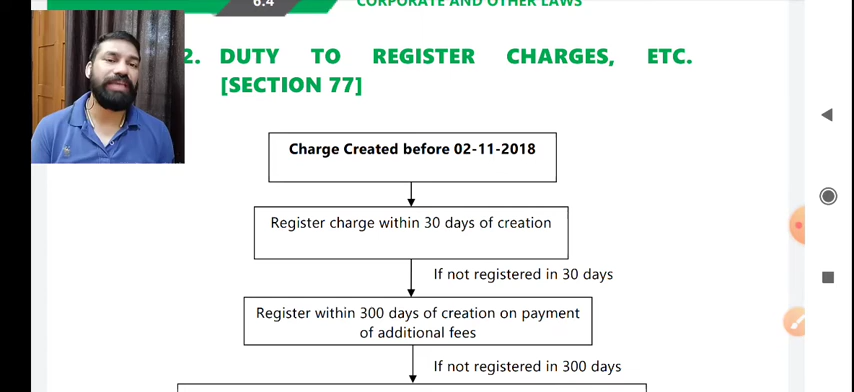 6.4 CORPORATE AND OTHER LAWS
2. DUTY TO REGISTER CHARGES, ETC.
[SECTION 77]
Charge Created before 02-11-2018
Register charge within 30 days of creation
If not registered in 30 days
Register within 300 days of creation on payment
of additional fees
If not registered in 300 days